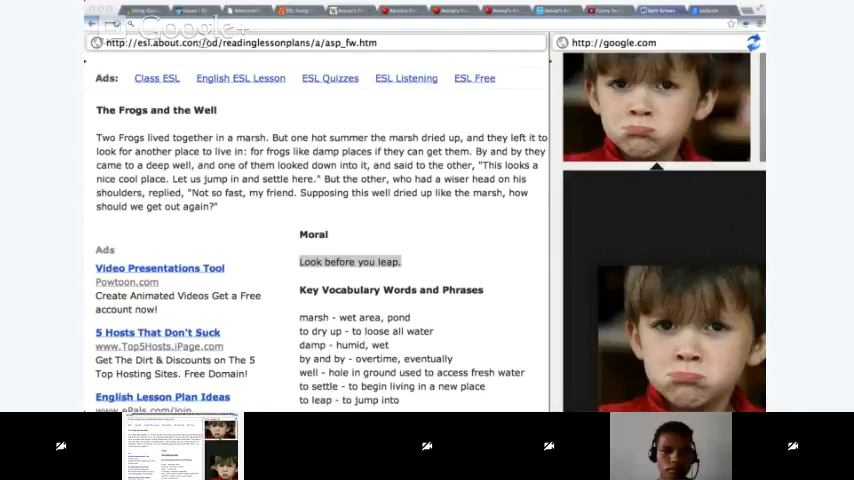 Google+
http://esl.about.com/od/readinglessonplans/a/asp_fw.htm
http://google.com
Ads:
Class ESL
English ESL Lesson
ESL Quizzes
ESL Listening
ESL Free
The Frogs and the Well
Two Frogs lived together in a marsh. But one hot summer the marsh dried up, and they left it to
look for another place to live in: for frogs like damp places if they can get them. By and by they
came to a deep well, and one of them looked down into it, and said to the other, "This looks a
nice cool place. Let us jump in and settle here." But the other, who had a wiser head on his
shoulders, replied, "Not so fast, my friend. Supposing this well dried up like the marsh, how
should we get out again?"
Moral
Look before you leap.
Key Vocabulary Words and Phrases
marsh - wet area, pond
to dry up - to loose all water
damp - humid, wet
by and by - overtime, eventually
well - hole in ground used to access fresh water
to settle - to begin living in a new place
to leap - to jump into
Ads
Video Presentations Tool
Powtoon.com
Create Animated Videos Get a Free
account now!
5 Hosts That Don't Suck
www.Top5Hosts.iPage.com
Get The Dirt & Discounts on The 5
Top Hosting Sites. Free Domain!
English Lesson Plan Ideas
www.ePals.com/join